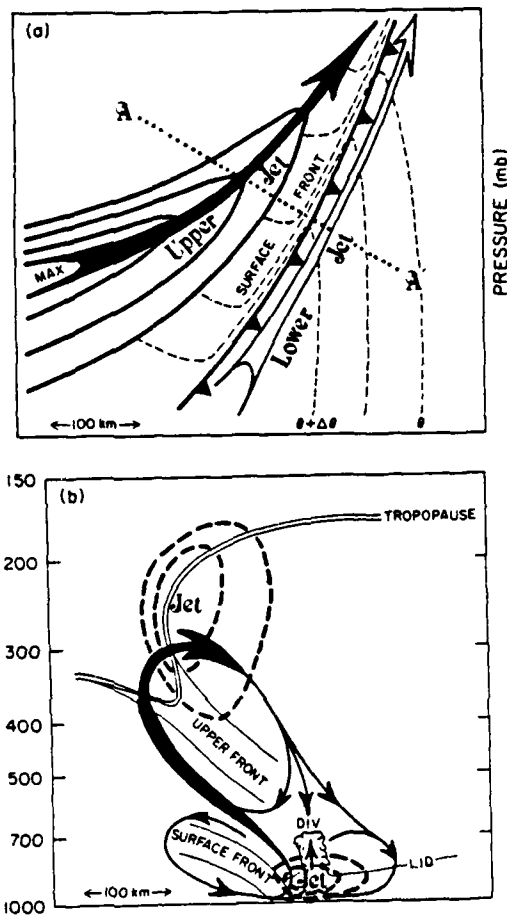 (a)
A
Jet
Upper
MAX
SURFACE FRONT
Jet
A
Lower
←100 km→
θ+Δθ
θ
PRESSURE (mb)
150
(b)
TROPOPAUSE
200
Jet
300
400
UPPER FRONT
500
DIV
700
SURFACE FRONT
LID
Jet
←100 km→
1000